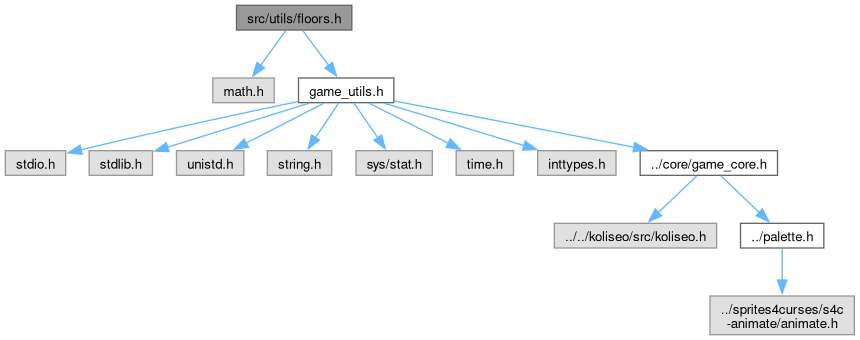 src/utils/floors.h
math.h
game_utils.h
stdio.h
stdlib.h
unistd.h
string.h
sys/stat.h
time.h
inttypes.h
../core/game_core.h
../../koliseo/src/koliseo.h
../palette.h
../sprites4curses/s4c
-animate/animate.h